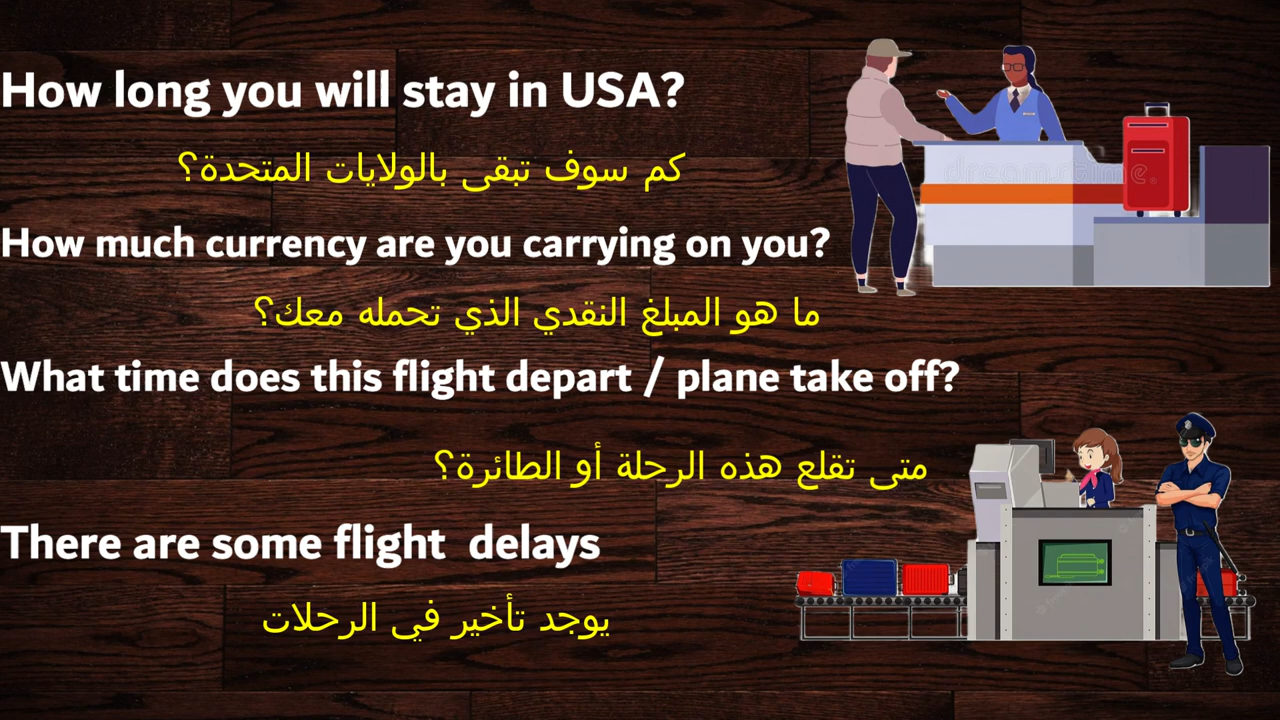 How long you will stay in USA?
كم سوف تبقى بالولايات المتحدة؟
How much currency are you carrying on you?
ما هو المبلغ النقدي الذي تحمله معك؟
What time does this flight depart / plane take off?
متى تقلع هذه الرحلة أو الطائرة؟
There are some flight delays
يوجد تأخير في الرحلات
dreamstime